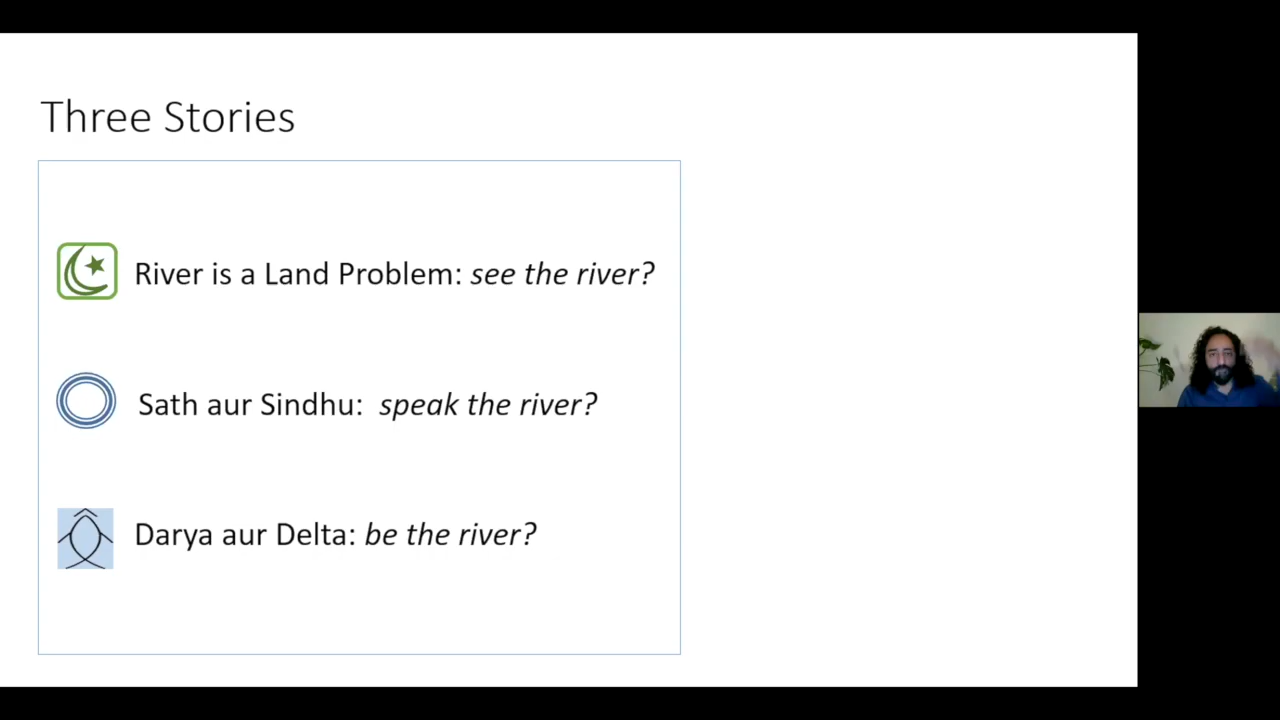 Three Stories
River is a Land Problem: see the river?
Sath aur Sindhu: speak the river?
Darya aur Delta: be the river?